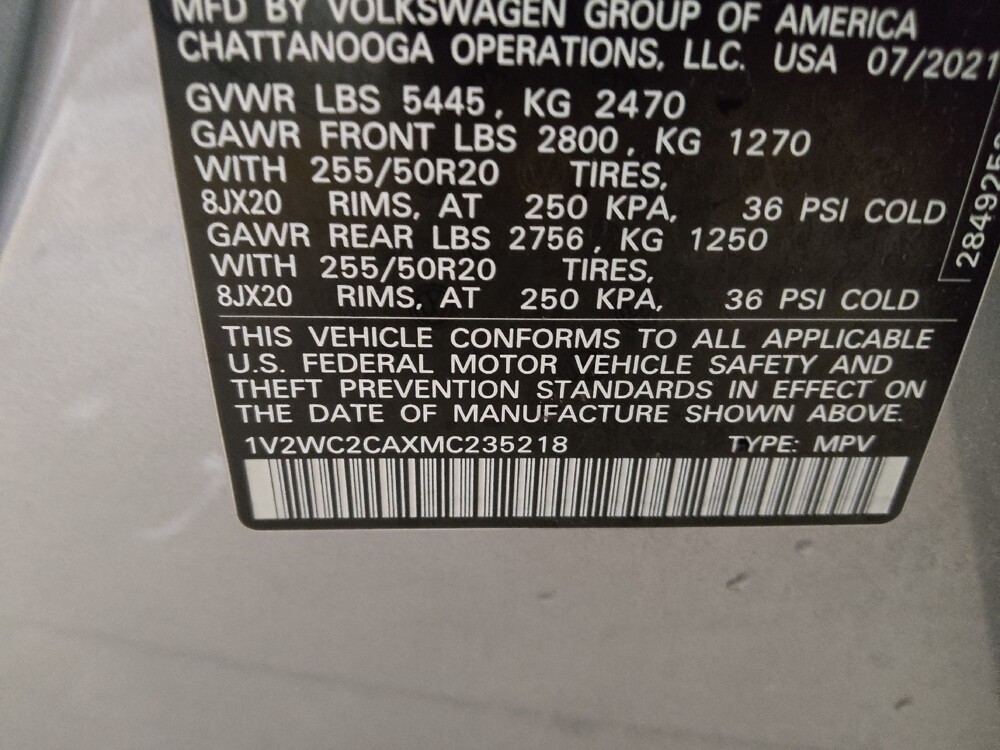 MFD BY VOLKSWAGEN GROUP OF AMERICA
CHATTANOOGA OPERATIONS, LLC. USA 07/2021
GVWR LBS 5445, KG 2470
GAWR FRONT LBS 2800, KG 1270
WITH 255/50R20 TIRES,
8JX20 RIMS, AT 250 KPA, 36 PSI COLD
GAWR REAR LBS 2756, KG 1250
WITH 255/50R20 TIRES,
8JX20 RIMS, AT 250 KPA, 36 PSI COLD
THIS VEHICLE CONFORMS TO ALL APPLICABLE
U.S. FEDERAL MOTOR VEHICLE SAFETY AND
THEFT PREVENTION STANDARDS IN EFFECT ON
THE DATE OF MANUFACTURE SHOWN ABOVE.
1V2WC2CAXMC235218 TYPE: MPV